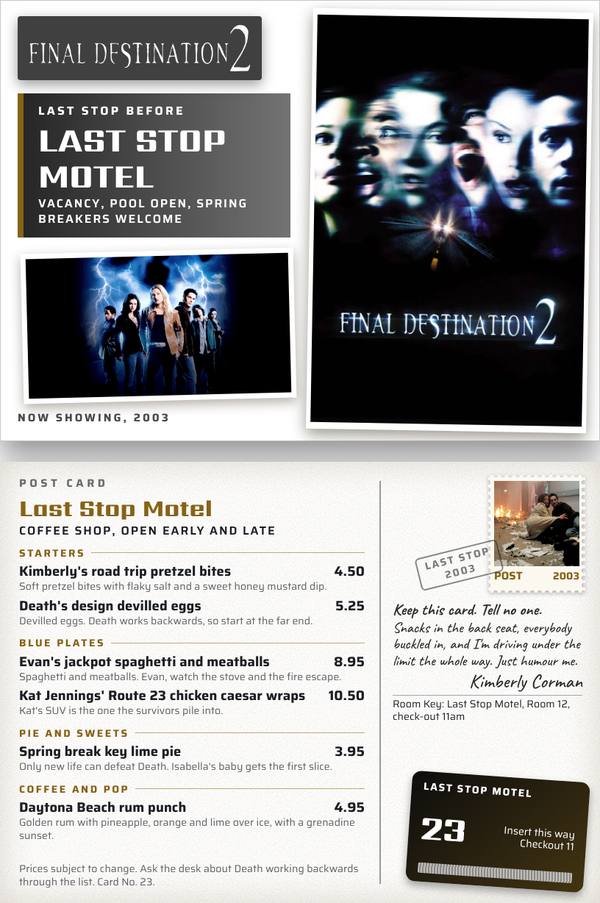 FINAL DESTINATION 2
LAST STOP BEFORE
LAST STOP
MOTEL
VACANCY, POOL OPEN, SPRING
BREAKERS WELCOME
FINAL DESTINATION 2
NOW SHOWING, 2003
POST CARD
Last Stop Motel
COFFEE SHOP, OPEN EARLY AND LATE
STARTERS
Kimberly's road trip pretzel bites 4.50
Soft pretzel bites with flaky salt and a sweet honey mustard dip.
Death's design devilled eggs 5.25
Devilled eggs. Death works backwards, so start at the far end.
BLUE PLATES
Evan's jackpot spaghetti and meatballs 8.95
Spaghetti and meatballs. Evan, watch the stove and the fire escape.
Kat Jennings' Route 23 chicken caesar wraps 10.50
Kat's SUV is the one the survivors pile into.
PIE AND SWEETS
Spring break key lime pie 3.95
Only new life can defeat Death. Isabella's baby gets the first slice.
COFFEE AND POP
Daytona Beach rum punch 4.95
Golden rum with pineapple, orange and lime over ice, with a grenadine
sunset.
Prices subject to change. Ask the desk about Death working backwards
through the list. Card No. 23.
POST 2003
LAST STOP
2003
Keep this card. Tell no one.
Snacks in the back seat, everybody
buckled in, and I'm driving under the
limit the whole way. Just humour me.
Kimberly Corman
Room Key: Last Stop Motel, Room 12,
check-out 11am
LAST STOP MOTEL
23
Insert this way
Checkout 11